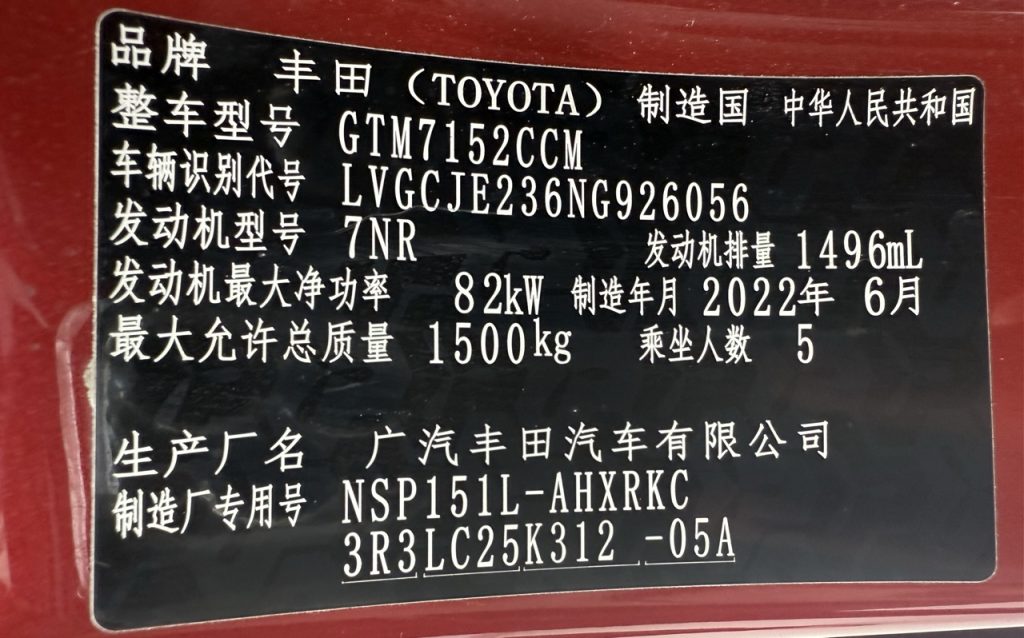 品牌 丰田（TOYOTA） 制造国 中华人民共和国
整车型号 GTM7152CCM
车辆识别代号 LVGCJE236NG926056
发动机型号 7NR 发动机排量 1496mL
发动机最大净功率 82kW 制造年月 2022年 6月
最大允许总质量 1500kg 乘坐人数 5
生产厂名 广汽丰田汽车有限公司
制造厂专用号 NSP151L-AHXRKC
3R3LC25K312 -05A